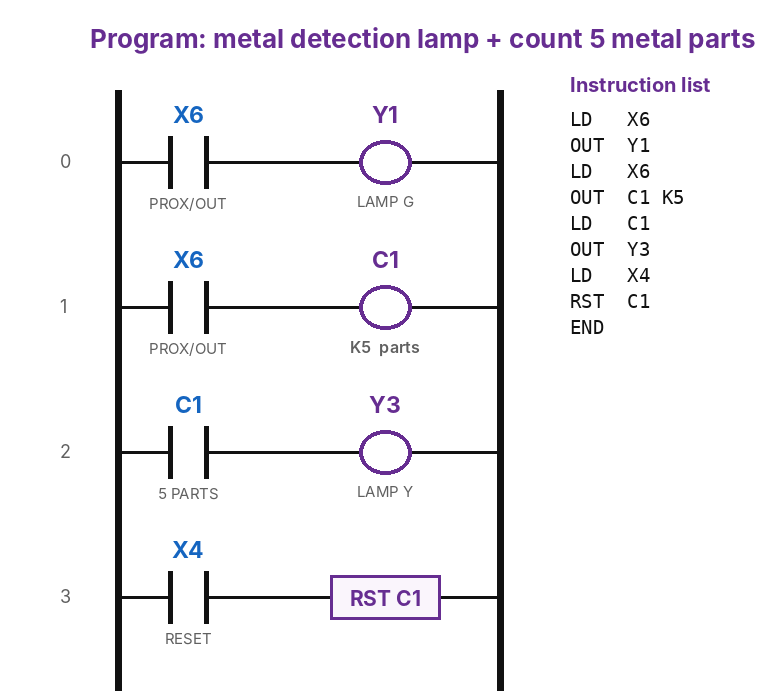 Program: metal detection lamp + count 5 metal parts
Instruction list
LD X6
OUT Y1
LD X6
OUT C1 K5
LD C1
OUT Y3
LD X4
RST C1
END
X6 Y1
0
PROX/OUT LAMP G
X6 C1
1
PROX/OUT K5 parts
C1 Y3
2
5 PARTS LAMP Y
X4
3 RST C1
RESET